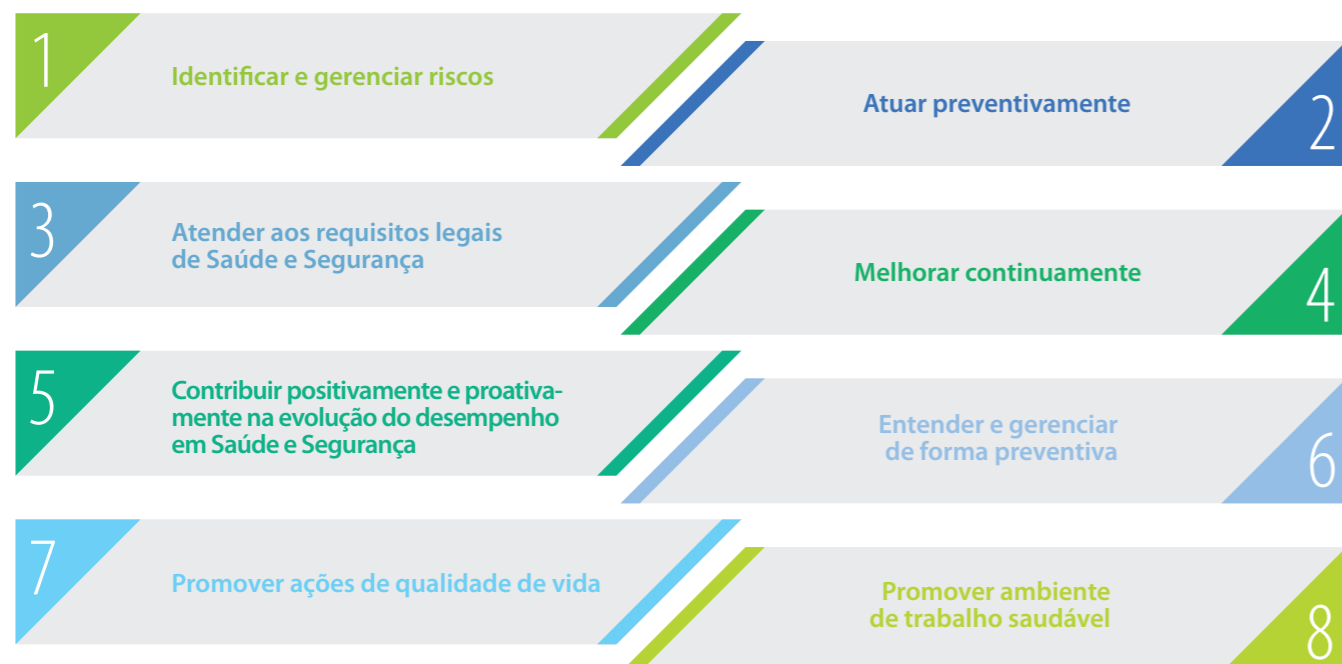 1
Identificar e gerenciar riscos
Atuar preventivamente
2
3
Atender aos requisitos legais
de Saúde e Segurança
Melhorar continuamente
4
5
Contribuir positivamente e proativa-
mente na evolução do desempenho
em Saúde e Segurança
Entender e gerenciar
de forma preventiva
6
7
Promover ações de qualidade de vida
Promover ambiente
de trabalho saudável
8